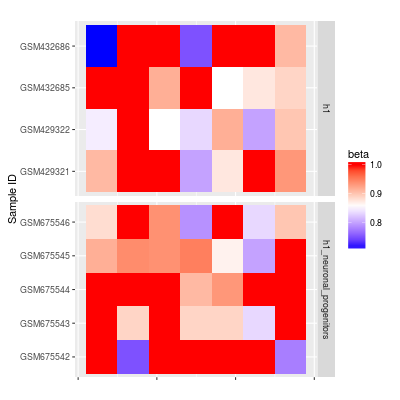 Sample ID
GSM432686
GSM432685
GSM429322
GSM429321
h1
GSM675546
GSM675545
GSM675544
GSM675543
GSM675542
h1_neuronal_progenitors
beta
1.0
0.9
0.8